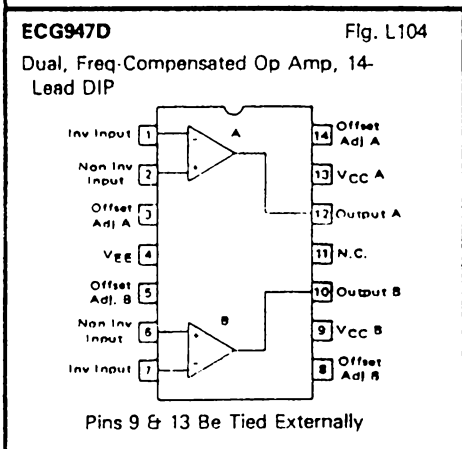 ECG947D Fig. L104
Dual, Freq-Compensated Op Amp, 14-
Lead DIP
Inv Input 1
Non Inv
Input 2
Offset
Adj A 3
VEE 4
Offset
Adj. B 5
Non Inv
Input 6
Inv Input 7
A
- 
+
B
+
-
14 Offset
Adj A
13 VCC A
12 Output A
11 N.C.
10 Output B
9 VCC B
8 Offset
Adj B
Pins 9 & 13 Be Tied Externally